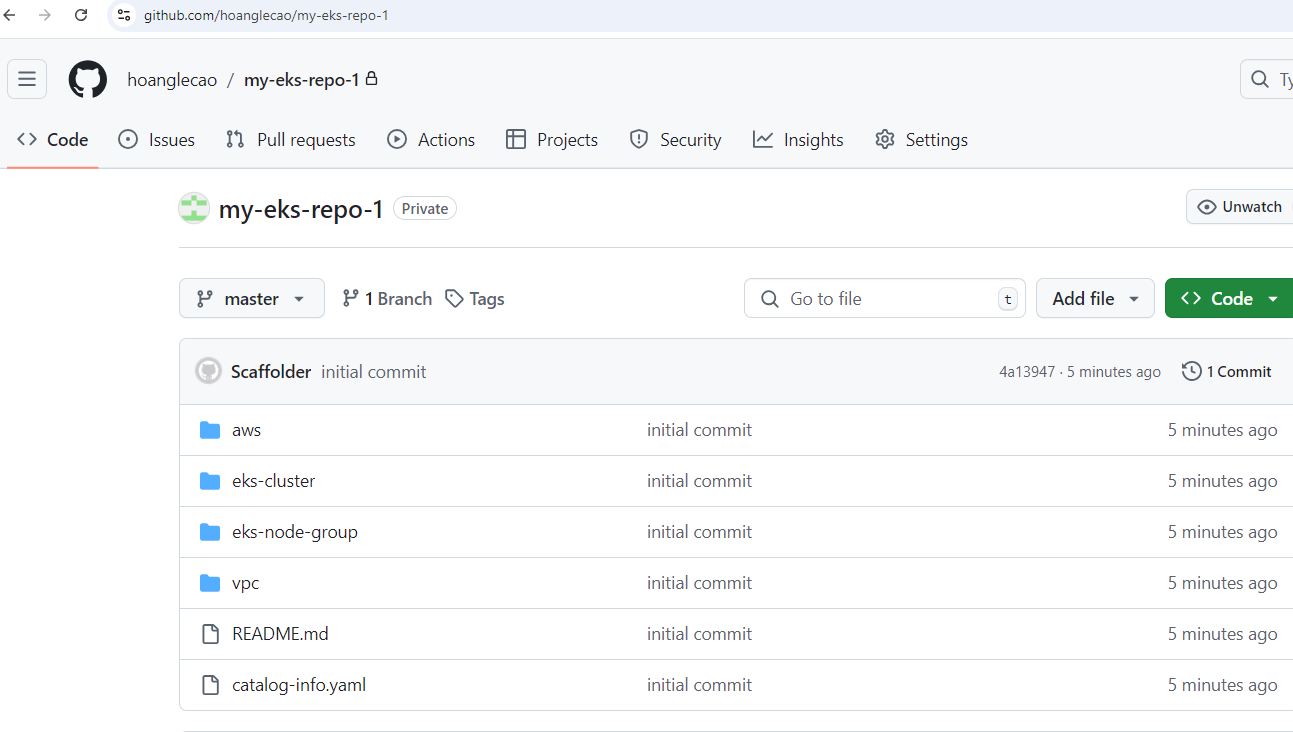 github.com/hoanglecao/my-eks-repo-1
hoanglecao / my-eks-repo-1
Code Issues Pull requests Actions Projects Security Insights Settings
my-eks-repo-1 Private Unwatch
master 1 Branch Tags Go to file t Add file Code
Scaffolder initial commit 4a13947 · 5 minutes ago 1 Commit
aws initial commit 5 minutes ago
eks-cluster initial commit 5 minutes ago
eks-node-group initial commit 5 minutes ago
vpc initial commit 5 minutes ago
README.md initial commit 5 minutes ago
catalog-info.yaml initial commit 5 minutes ago